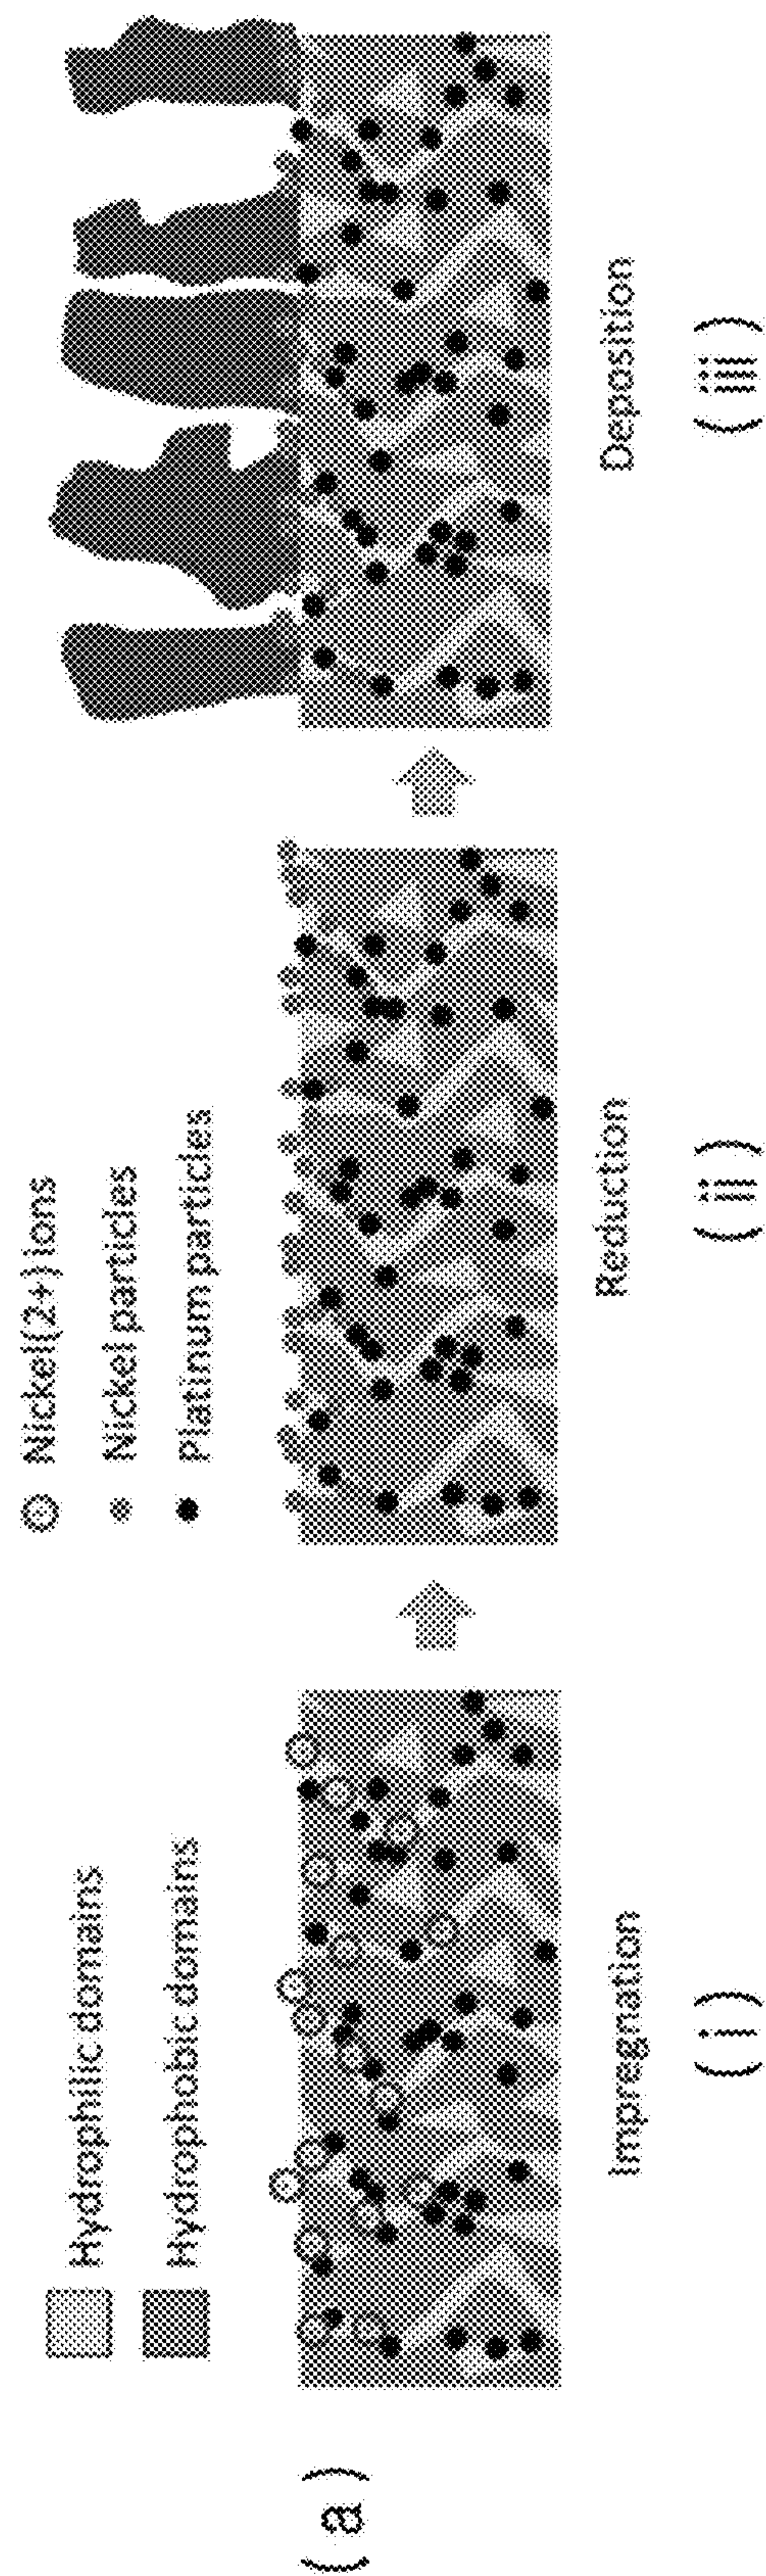 Hydrophilic domains
Hydrophobic domains
Nickel(2+) ions
Nickel particles
Platinum particles
( a )
Impregnation
Reduction
Deposition
( i )
( ii )
( iii )